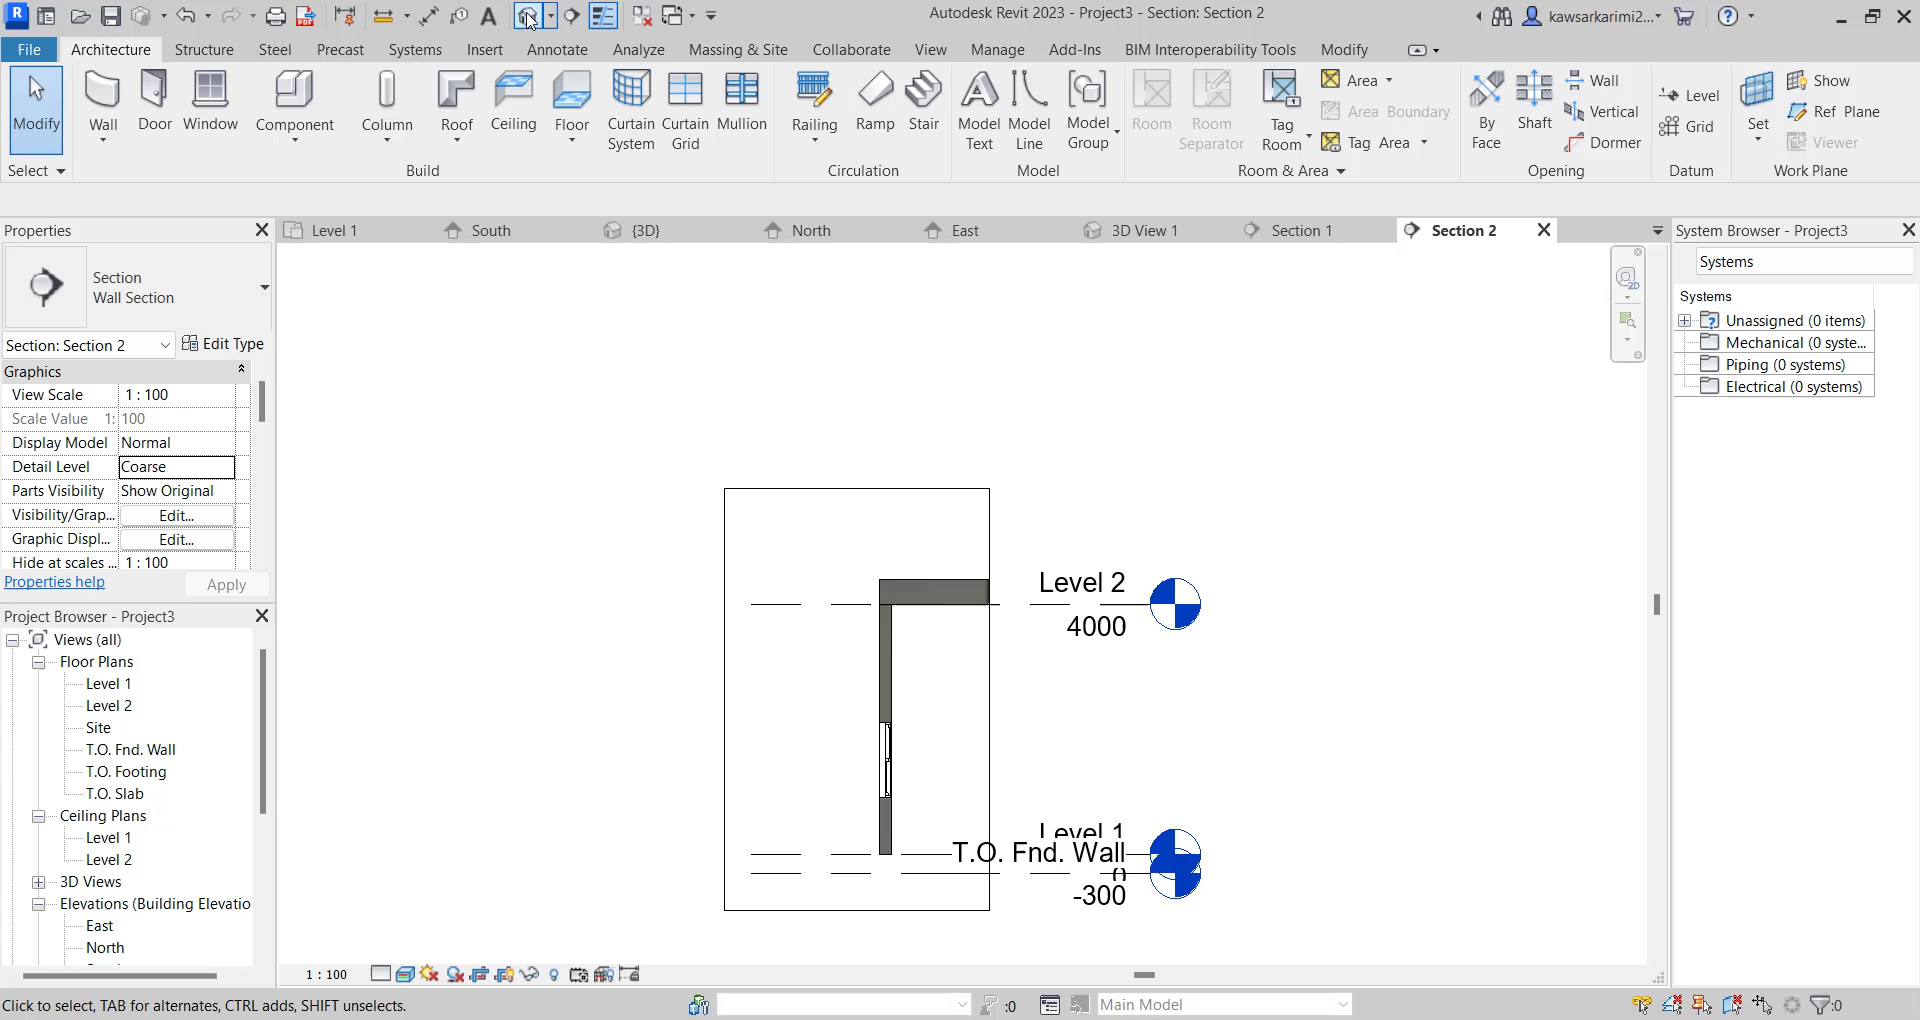 Autodesk Revit 2023 - Project3 - Section: Section 2
kawsarkarimi2...
File
Architecture
Structure
Steel
Precast
Systems
Insert
Annotate
Analyze
Massing & Site
Collaborate
View
Manage
Add-Ins
BIM Interoperability Tools
Modify
Modify
Wall
Door
Window
Component
Column
Roof
Ceiling
Floor
Curtain
System
Curtain
Grid
Mullion
Railing
Ramp
Stair
Model
Text
Model
Line
Model
Group
Room
Room
Separator
Tag
Room
Area
Area Boundary
Tag Area
By
Face
Shaft
Wall
Vertical
Dormer
Level
Grid
Set
Show
Ref Plane
Viewer
Select
Build
Circulation
Model
Room & Area
Opening
Datum
Work Plane
Properties
Level 1
South
{3D}
North
East
3D View 1
Section 1
Section 2
System Browser - Project3
Section
Wall Section
Section: Section 2
Edit Type
Graphics
View Scale 1 : 100
Scale Value 1: 100
Display Model Normal
Detail Level Coarse
Parts Visibility Show Original
Visibility/Grap... Edit...
Graphic Displ... Edit...
Hide at scales ... 1 : 100
Properties help
Apply
Project Browser - Project3
Views (all)
Floor Plans
Level 1
Level 2
Site
T.O. Fnd. Wall
T.O. Footing
T.O. Slab
Ceiling Plans
Level 1
Level 2
3D Views
Elevations (Building Elevatio
East
North
Level 2
4000
Level 1
T.O. Fnd. Wall
0
-300
2D
Systems
Systems
Unassigned (0 items)
Mechanical (0 syste...
Piping (0 systems)
Electrical (0 systems)
1 : 100
Click to select, TAB for alternates, CTRL adds, SHIFT unselects.
:0
Main Model
:0